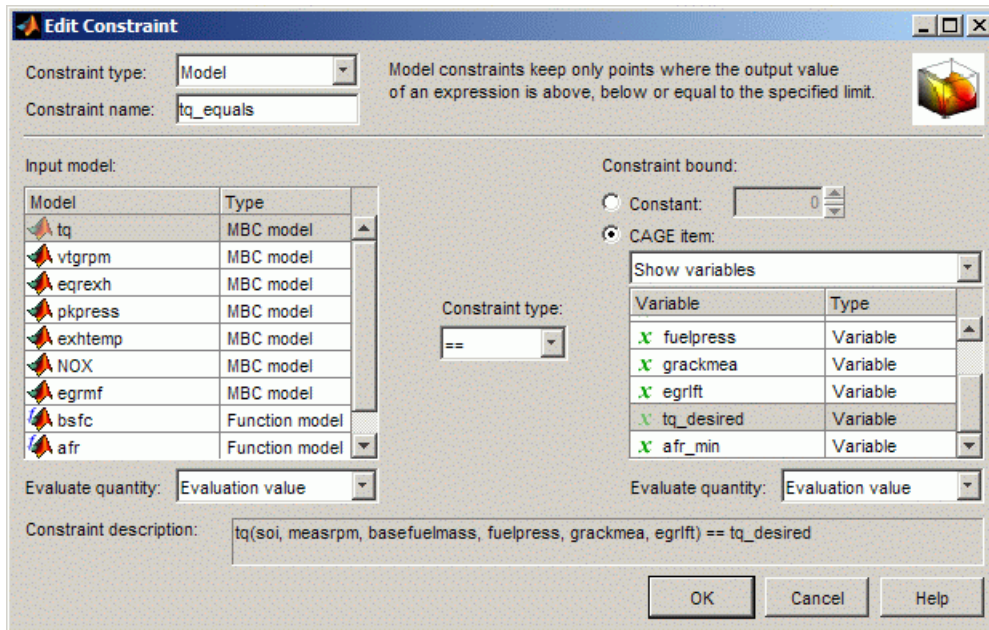 Edit Constraint
Constraint type: Model
Model constraints keep only points where the output value
of an expression is above, below or equal to the specified limit.
Constraint name: tq_equals
Input model:
Model Type
tq MBC model
vtgrpm MBC model
eqrexh MBC model
pkpress MBC model
exhtemp MBC model
NOX MBC model
egrmf MBC model
bsfc Function model
afr Function model
Evaluate quantity: Evaluation value
Constraint type:
==
Constraint bound:
Constant: 0
CAGE item:
Show variables
Variable Type
x fuelpress Variable
x grackmea Variable
x egrlft Variable
x tq_desired Variable
x afr_min Variable
Evaluate quantity: Evaluation value
Constraint description: tq(soi, measrpm, basefuelmass, fuelpress, grackmea, egrlft) == tq_desired
OK Cancel Help